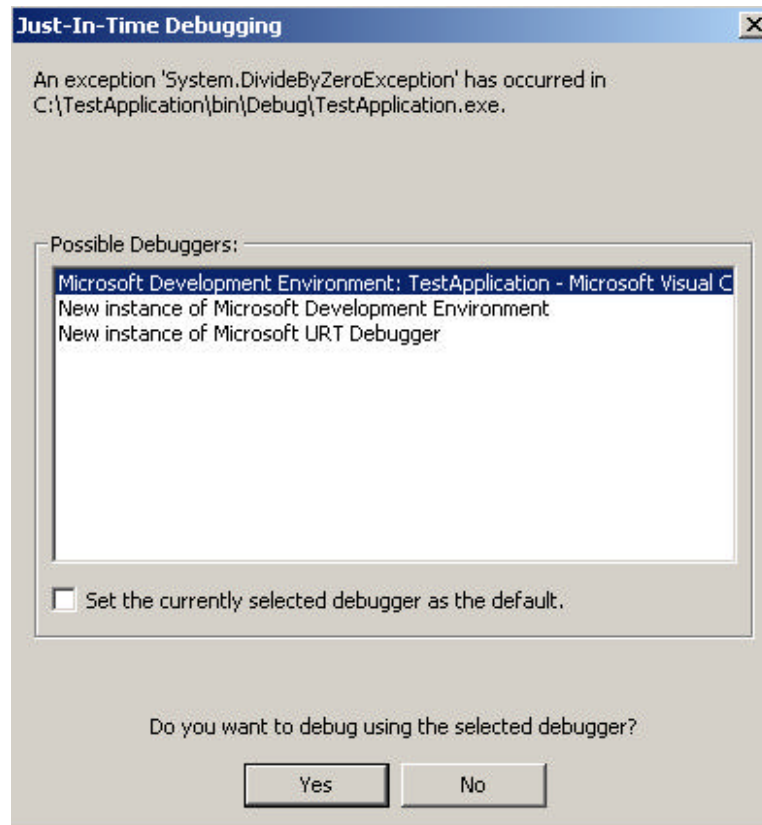 Just-In-Time Debugging
An exception 'System.DivideByZeroException' has occurred in
C:\TestApplication\bin\Debug\TestApplication.exe.
Possible Debuggers:
Microsoft Development Environment: TestApplication - Microsoft Visual C
New instance of Microsoft Development Environment
New instance of Microsoft URT Debugger
Set the currently selected debugger as the default.
Do you want to debug using the selected debugger?
Yes
No